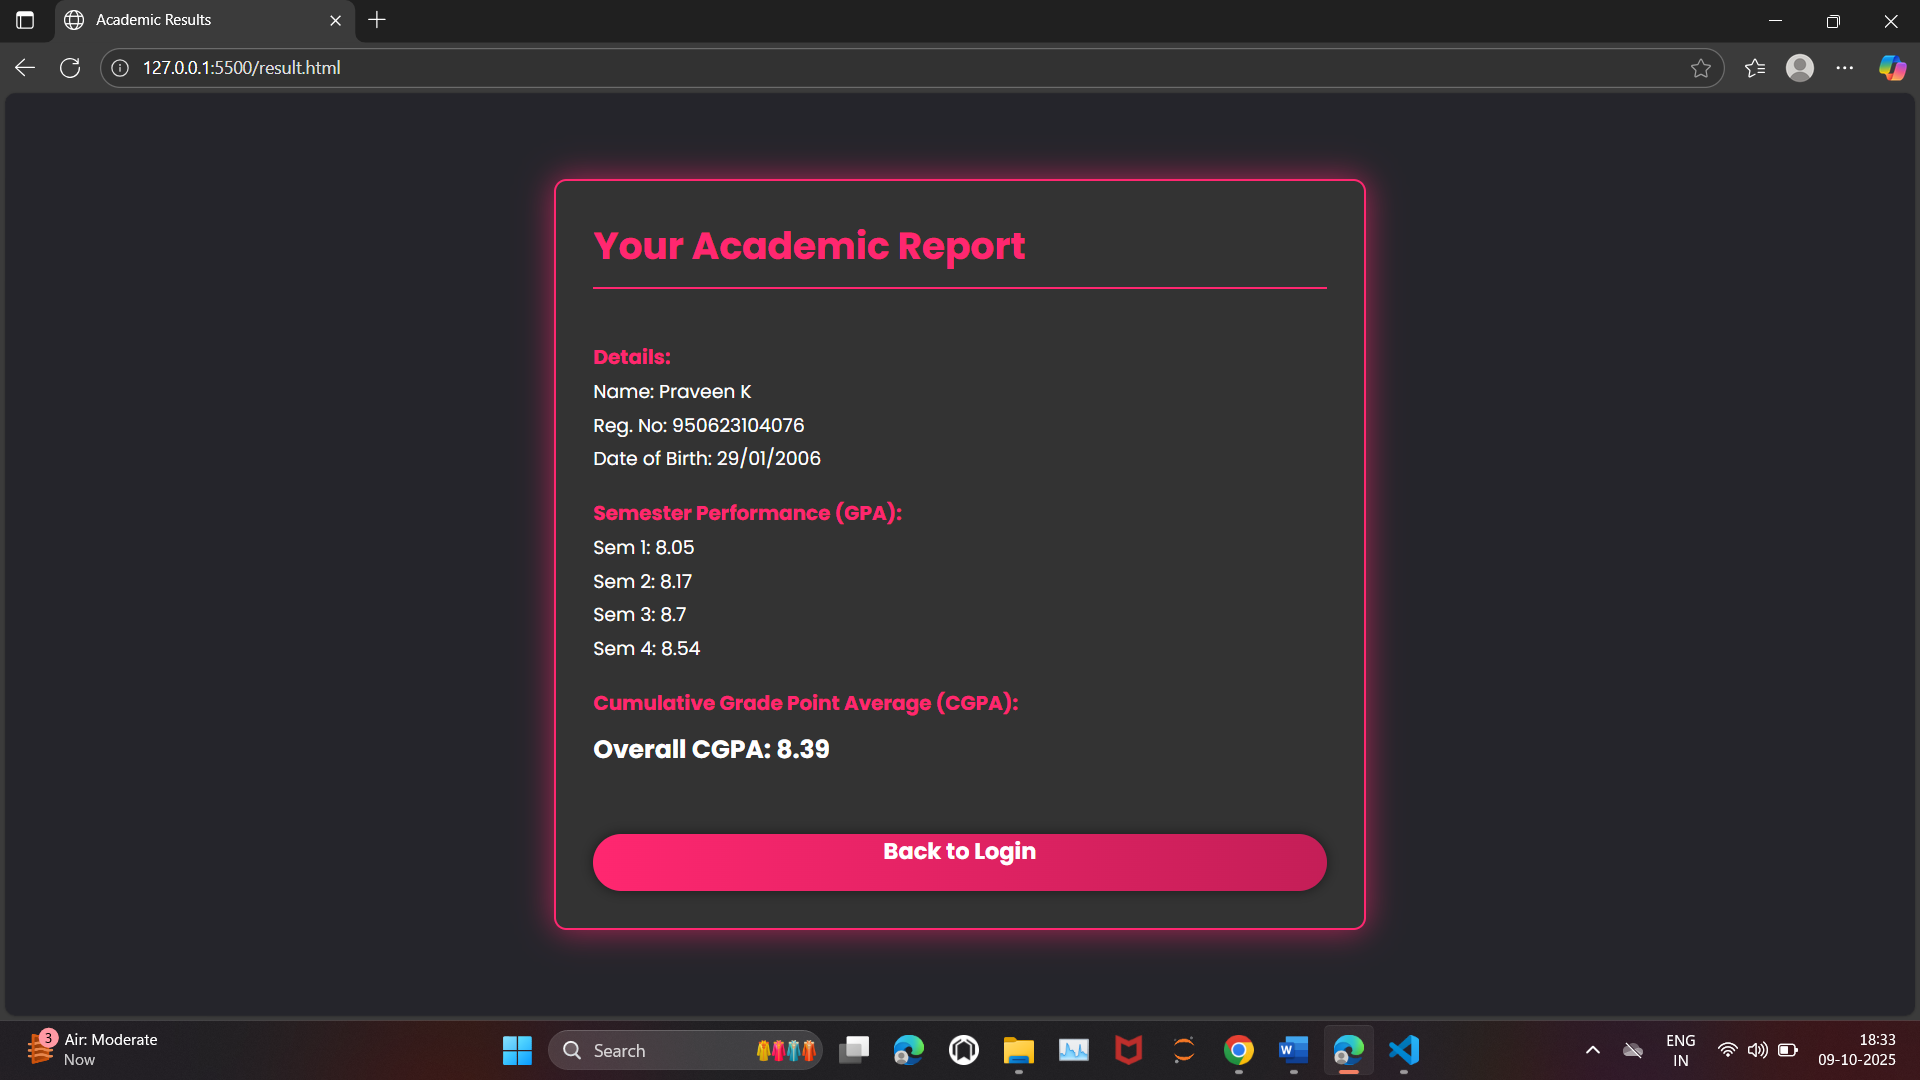 Academic Results
127.0.0.1:5500/result.html
Your Academic Report
Details:
Name: Praveen K
Reg. No: 950623104076
Date of Birth: 29/01/2006
Semester Performance (GPA):
Sem 1: 8.05
Sem 2: 8.17
Sem 3: 8.7
Sem 4: 8.54
Cumulative Grade Point Average (CGPA):
Overall CGPA: 8.39
Back to Login
3
Air: Moderate
Now
Search
W
ENG
IN
18:33
09-10-2025